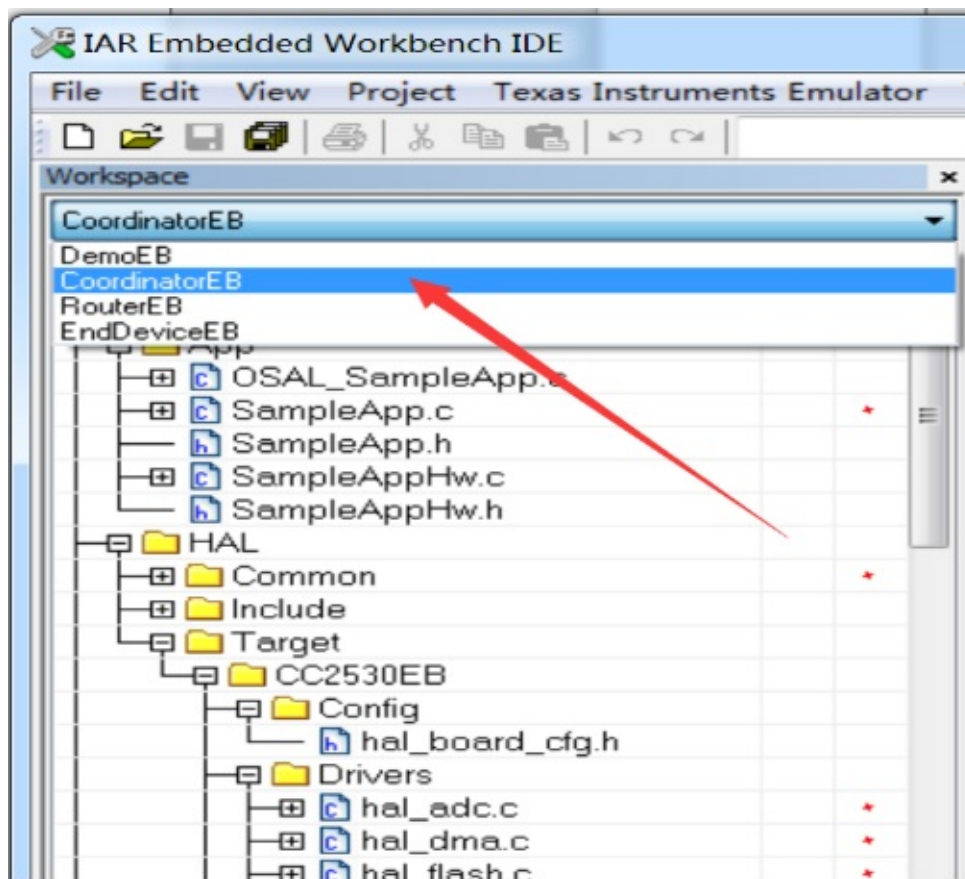 IAR Embedded Workbench IDE
File Edit View Project Texas Instruments Emulator
Workspace
CoordinatorEB
DemoEB
CoordinatorEB
RouterEB
EndDeviceEB
App
OSAL_SampleApp.c
SampleApp.c
SampleApp.h
SampleAppHw.c
SampleAppHw.h
HAL
Common
Include
Target
CC2530EB
Config
hal_board_cfg.h
Drivers
hal_adc.c
hal_dma.c
hal_flash.c